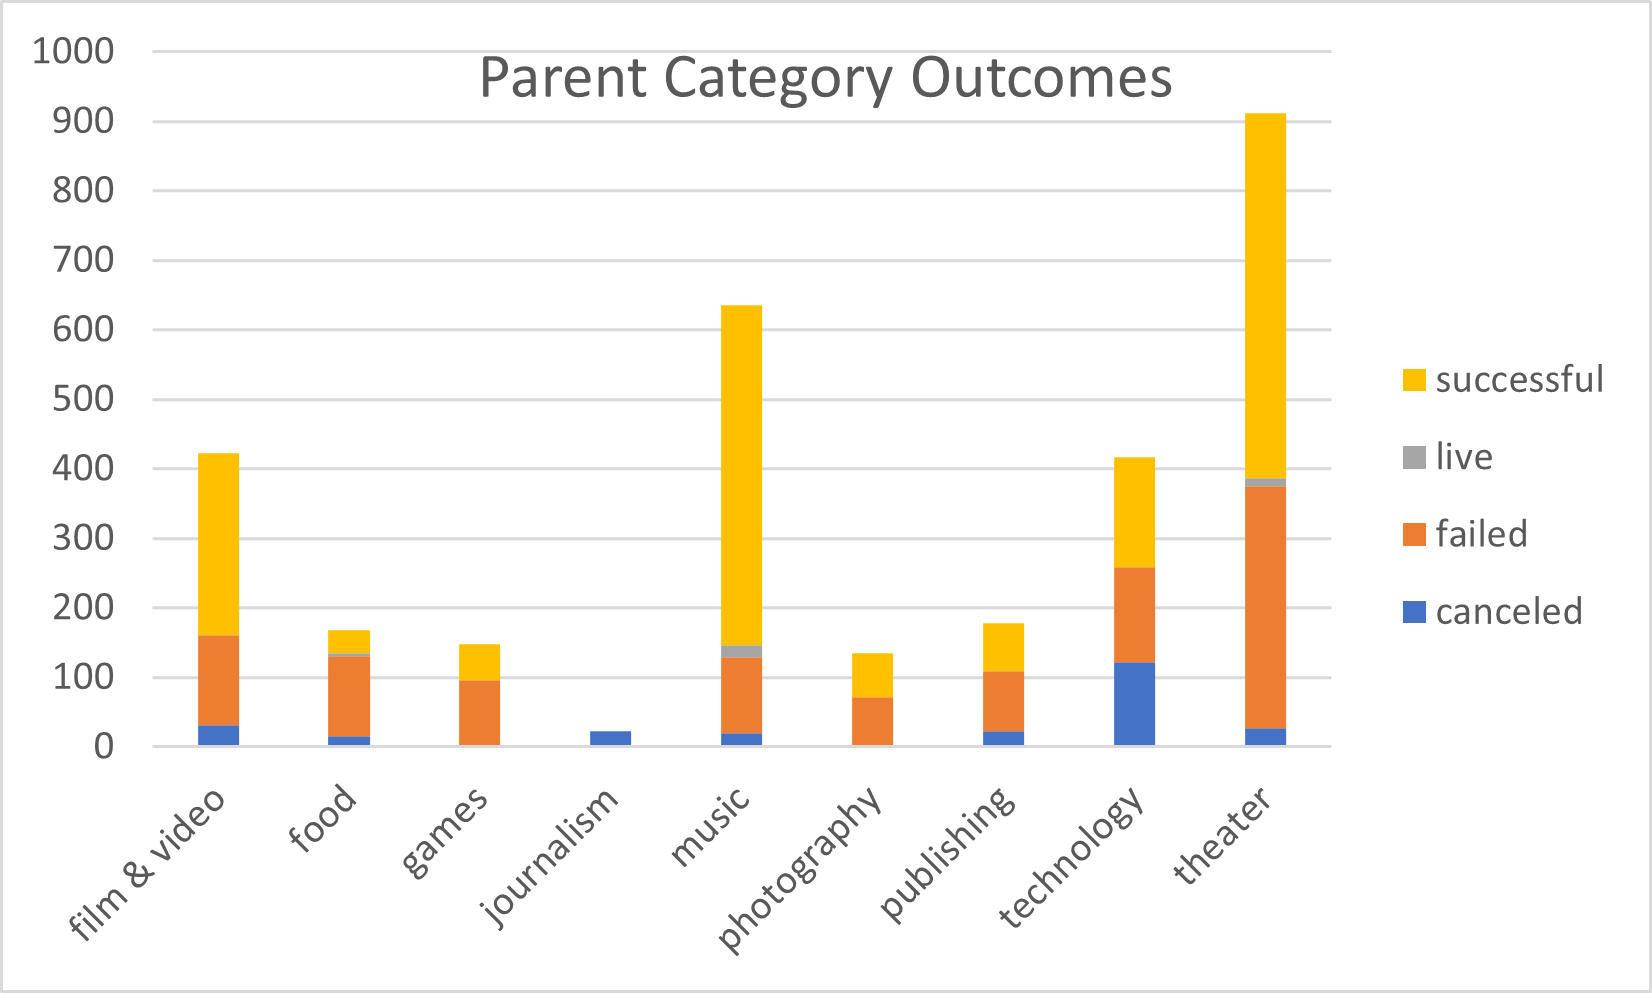 Parent Category Outcomes
1000
900
800
700
600
500
400
300
200
100
0
film & video
food
games
journalism
music
photography
publishing
technology
theater
successful
live
failed
canceled